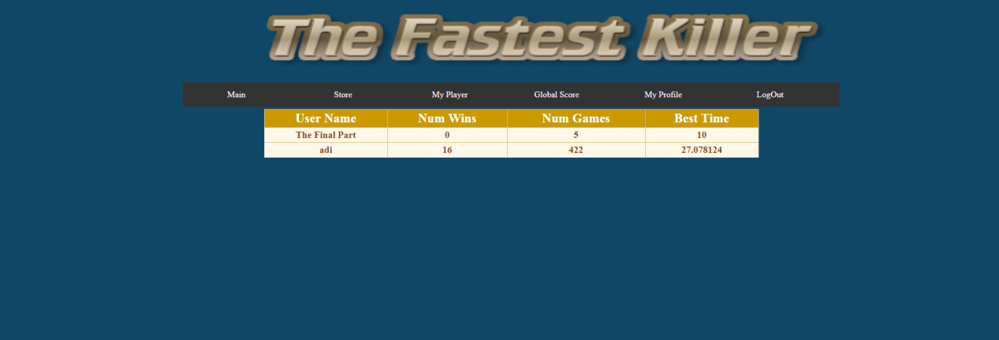 The Fastest Killer
Main Store My Player Global Score My Profile LogOut
User Name Num Wins Num Games Best Time
The Final Part 0 5 10
adi 16 422 27.078124